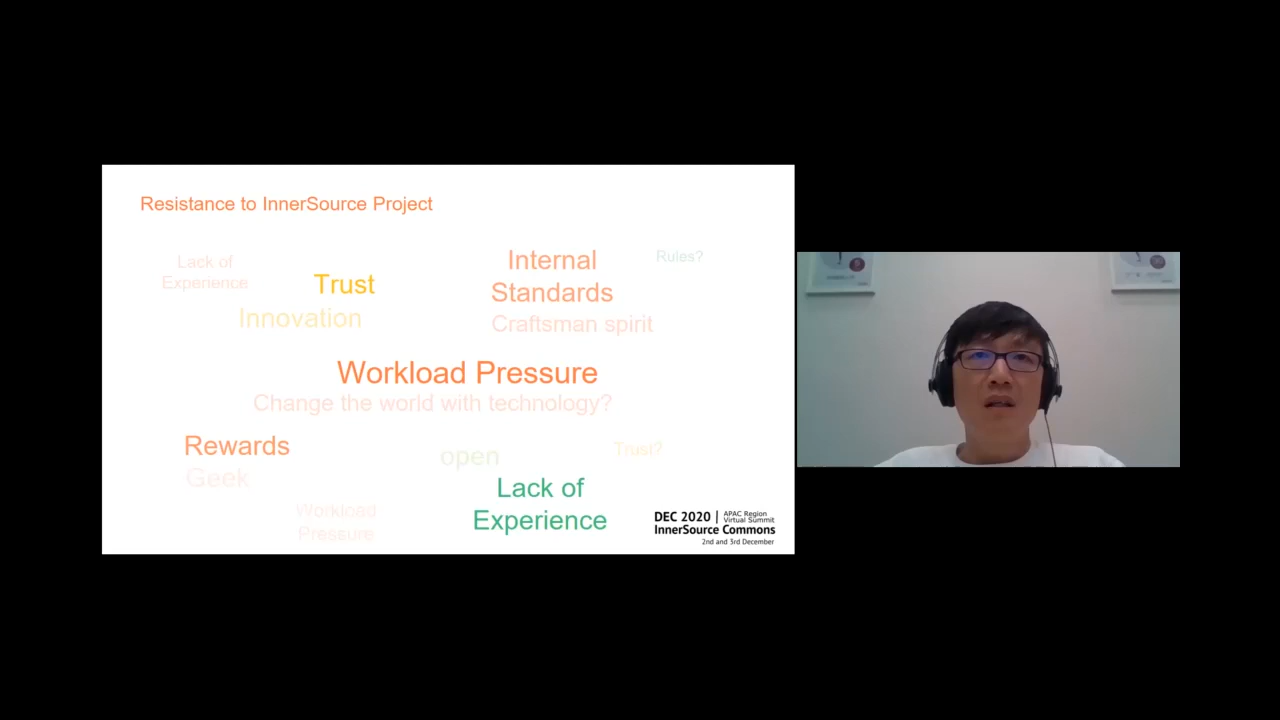 Resistance to InnerSource Project
Lack of
Experience
Trust
Innovation
Internal
Standards
Craftsman spirit
Rules?
Workload Pressure
Change the world with technology?
Rewards
Geek
open
Trust?
Lack of
Experience
Workload
Pressure
DEC 2020 | APAC Region
Virtual Summit
InnerSource Commons
2nd and 3rd December